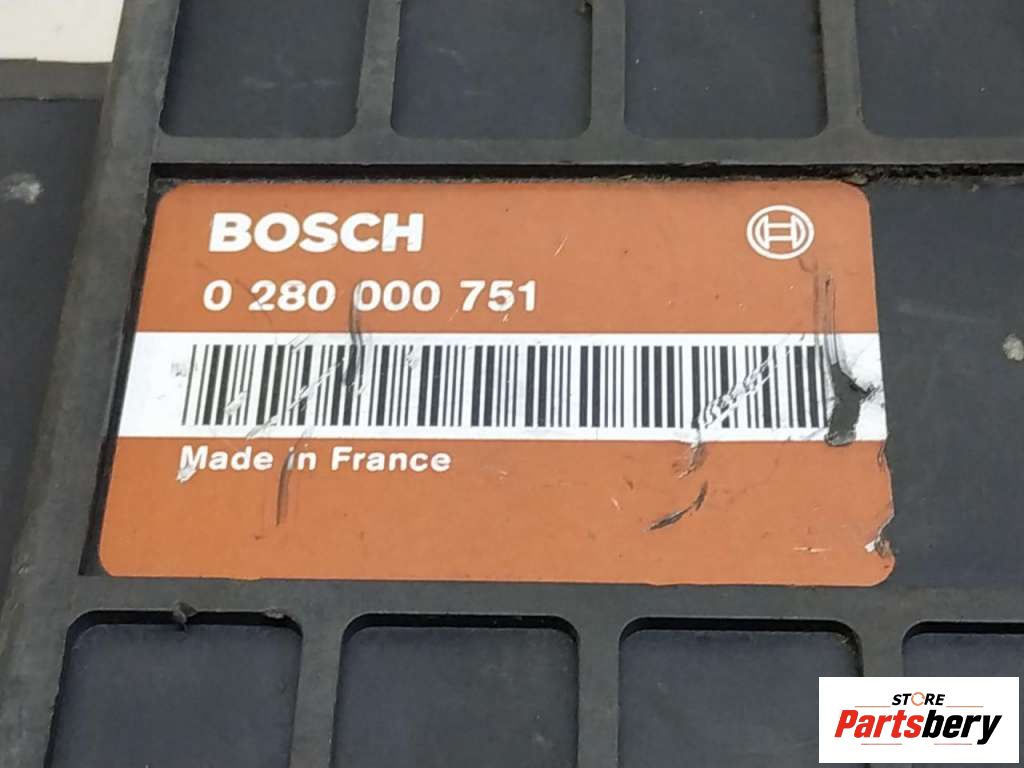 BOSCH
0 280 000 751
Made in France
STORE
Partsbery